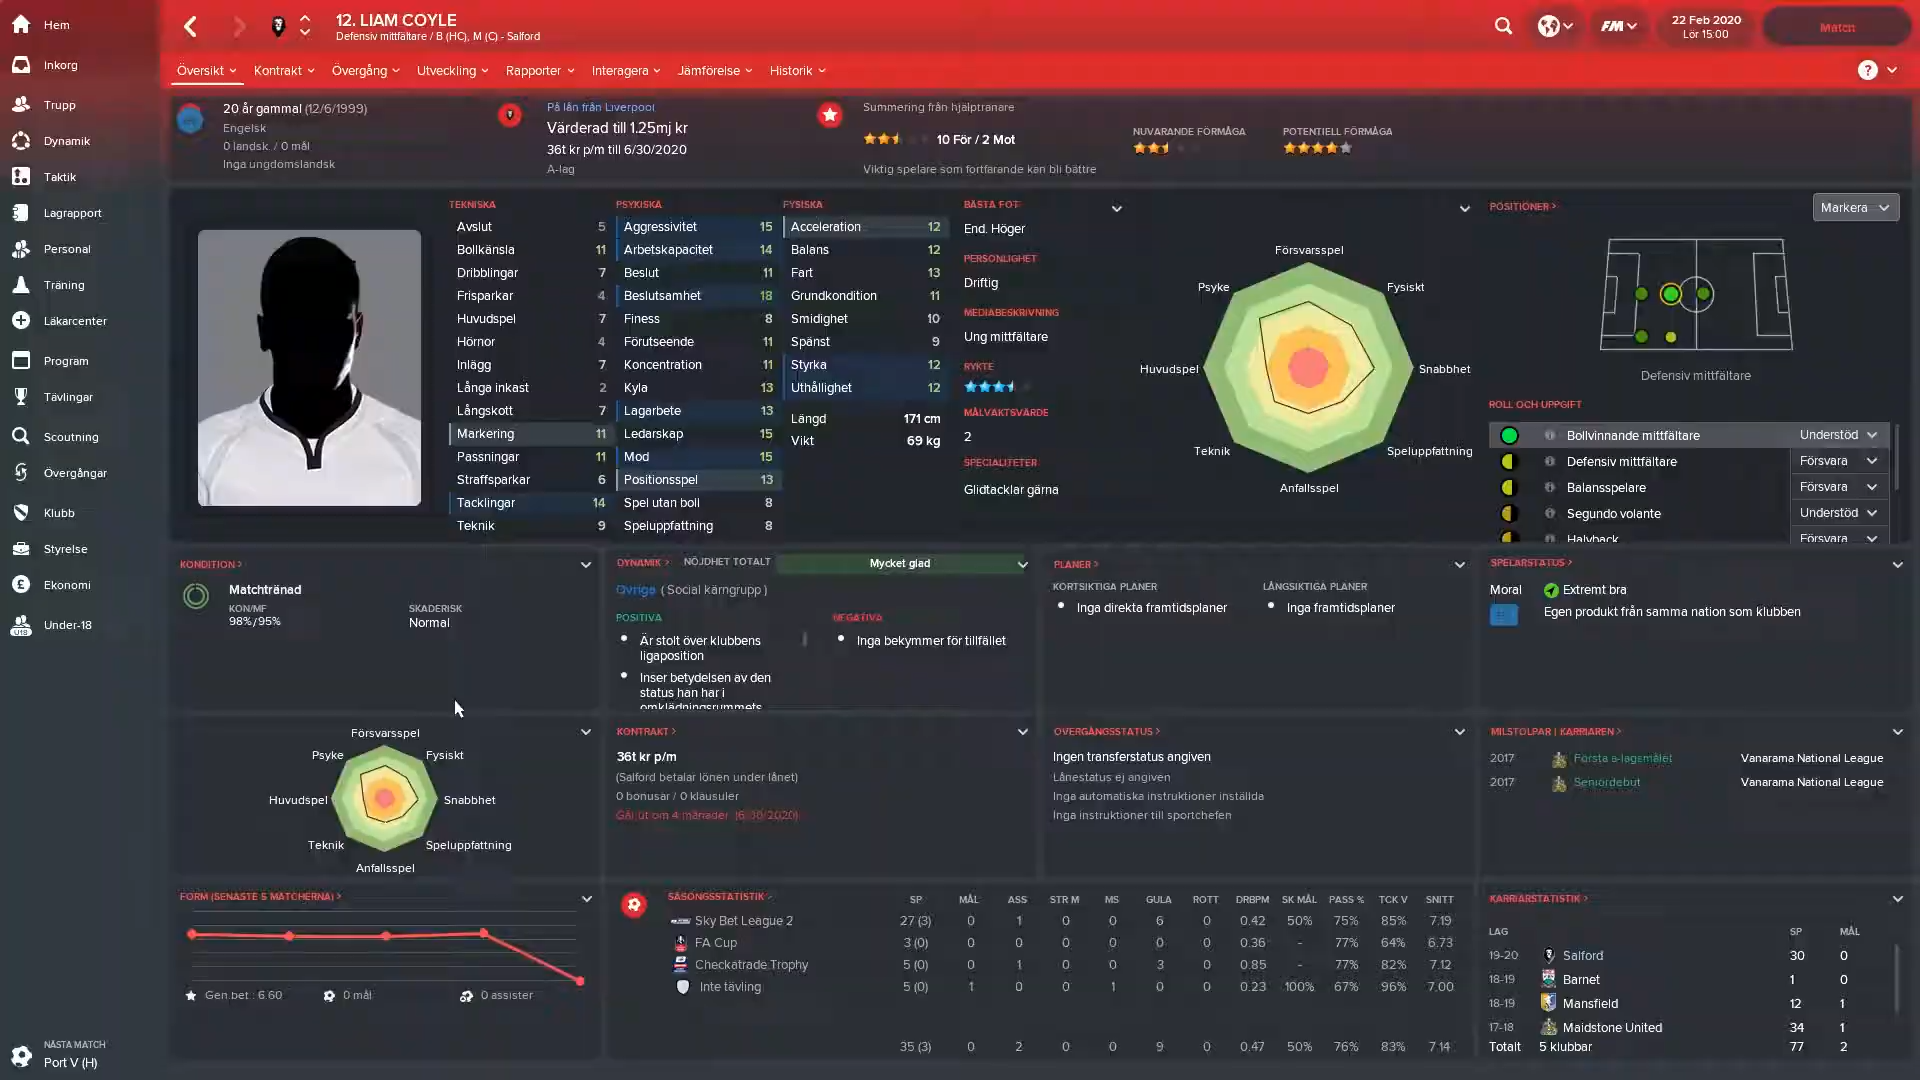 Hem
Inkorg
Trupp
Dynamik
Taktik
Lagrapport
Personal
Träning
Läkarcenter
Program
Tävlingar
Scoutning
Övergångar
Klubb
Styrelse
Ekonomi
Under-18
NÄSTA MATCH
Port V (H)
12. LIAM COYLE
Defensiv mittfältare / B (HC), M (C) - Salford
FM
22 Feb 2020
Lör 15:00
Match
Översikt Kontrakt Övergång Utveckling Rapporter Interagera Jämförelse Historik
20 år gammal (12/6/1999)
Engelsk
0 landsk. / 0 mål
Inga ungdomslandsk
På lån från Liverpool
Värderad till 1.25mj kr
36t kr p/m till 6/30/2020
A-lag
Summering från hjälptränare
10 För / 2 Mot
Viktig spelare som fortfarande kan bli bättre
NUVARANDE FÖRMÅGA
POTENTIELL FÖRMÅGA
TEKNISKA
Avslut 5
Bollkänsla 11
Dribblingar 7
Frisparkar 4
Huvudspel 7
Hörnor 4
Inlägg 7
Långa inkast 2
Långskott 7
Markering 11
Passningar 11
Straffsparkar 6
Tacklingar 14
Teknik 9
PSYKISKA
Aggressivitet 15
Arbetskapacitet 14
Beslut 11
Beslutsamhet 18
Finess 8
Förutseende 11
Koncentration 11
Kyla 13
Lagarbete 13
Ledarskap 15
Mod 15
Positionsspel 13
Spel utan boll 8
Speluppfattning 8
FYSISKA
Acceleration 12
Balans 12
Fart 13
Grundkondition 11
Smidighet 10
Spänst 9
Styrka 12
Uthållighet 12
Längd 171 cm
Vikt 69 kg
BÄSTA FOT
End. Höger
PERSONLIGHET
Driftig
MEDIABESKRIVNING
Ung mittfältare
RYKTE
MÅLVAKTSVÄRDE
2
SPECIALITETER
Glidtacklar gärna
Försvarsspel
Psyke Fysiskt
Huvudspel Snabbhet
Teknik Speluppfattning
Anfallsspel
POSITIONER
Markera
Defensiv mittfältare
ROLL OCH UPPGIFT
Bollvinnande mittfältare Understöd
Defensiv mittfältare Försvara
Balansspelare Försvara
Segundo volante Understöd
Halvback Försvara
KONDITION
Matchtränad
KON/MF
98%/95%
SKADERISK
Normal
DYNAMIK NÖJDHET TOTALT Mycket glad
Övriga ( Social kärngrupp )
POSITIVA
Är stolt över klubbens
ligaposition
Inser betydelsen av den
status han har i
omklädningsrummets
NEGATIVA
Inga bekymmer för tillfället
PLANER
KORTSIKTIGA PLANER
Inga direkta framtidsplaner
LÅNGSIKTIGA PLANER
Inga framtidsplaner
SPELARSTATUS
Moral Extremt bra
Egen produkt från samma nation som klubben
Försvarsspel
Psyke Fysiskt
Huvudspel Snabbhet
Teknik Speluppfattning
Anfallsspel
KONTRAKT
36t kr p/m
(Salford betalar lönen under lånet)
0 bonusar / 0 klausuler
Går ut om 4 månader (6/30/2020)
ÖVERGÅNGSSTATUS
Ingen transferstatus angiven
Lånestatus ej angiven
Inga automatiska instruktioner inställda
Inga instruktioner till sportchefen
MILSTOLPAR I KARRIÄREN
2017 Första a-lagsmålet Vanarama National League
2017 Seniordebut Vanarama National League
FORM (SENASTE 5 MATCHERNA)
Gen.bet.: 6.60 0 mål 0 assister
SÄSONGSSTATISTIK SP MÅL ASS STR M MS GULA RÖTT DRBPM SK MÅL PASS % TCK V SNITT
Sky Bet League 2 27 (3) 0 1 0 0 6 0 0.42 50% 75% 85% 7.19
FA Cup 3 (0) 0 0 0 0 0 0 0.36 - 77% 64% 6.73
Checkatrade Trophy 5 (0) 0 1 0 0 3 0 0.85 - 77% 82% 7.12
Inte tävling 5 (0) 1 0 0 1 0 0 0.23 100% 67% 96% 7.00
35 (3) 0 2 0 0 9 0 0.47 50% 76% 83% 7.14
KARRIÄRSTATISTIK
LAG SP MÅL
19-20 Salford 30 0
18-19 Barnet 1 0
18-19 Mansfield 12 1
17-18 Maidstone United 34 1
Totalt 5 klubbar 77 2